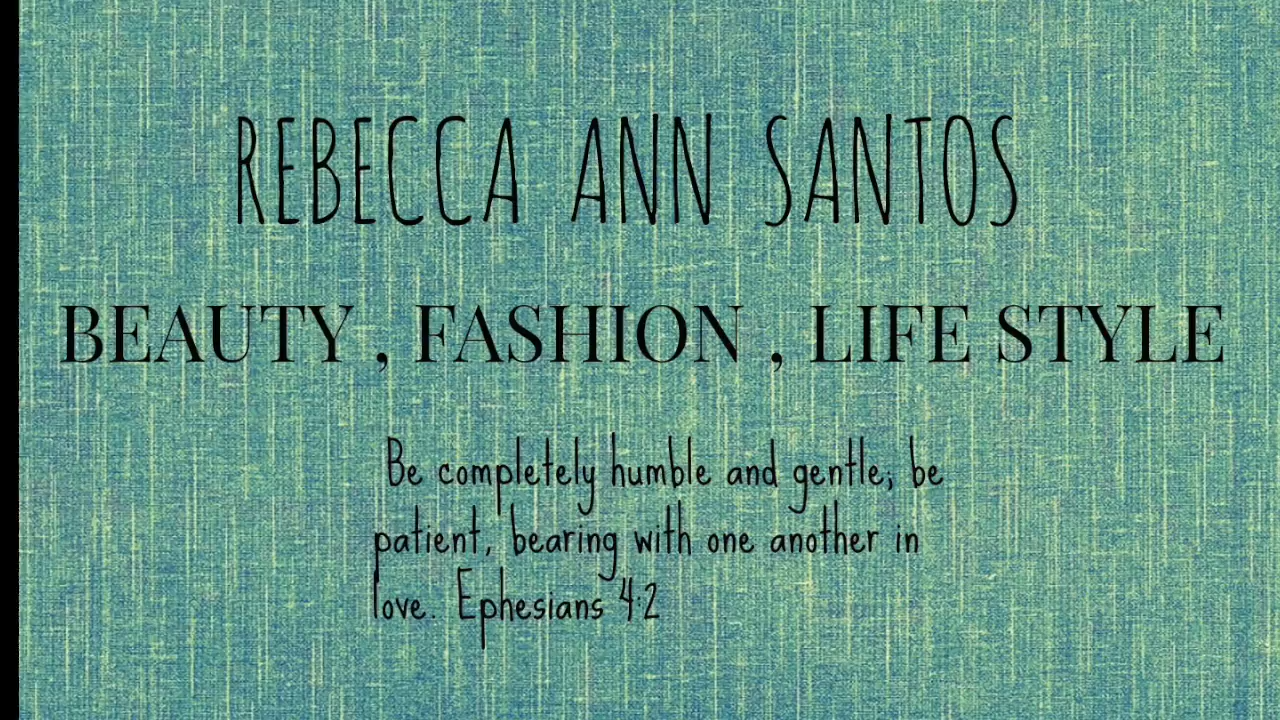 REBECCA ANN SANTOS
BEAUTY , FASHION , LIFE STYLE
Be completely humble and gentle; be
patient, bearing with one another in
love. Ephesians 4:2